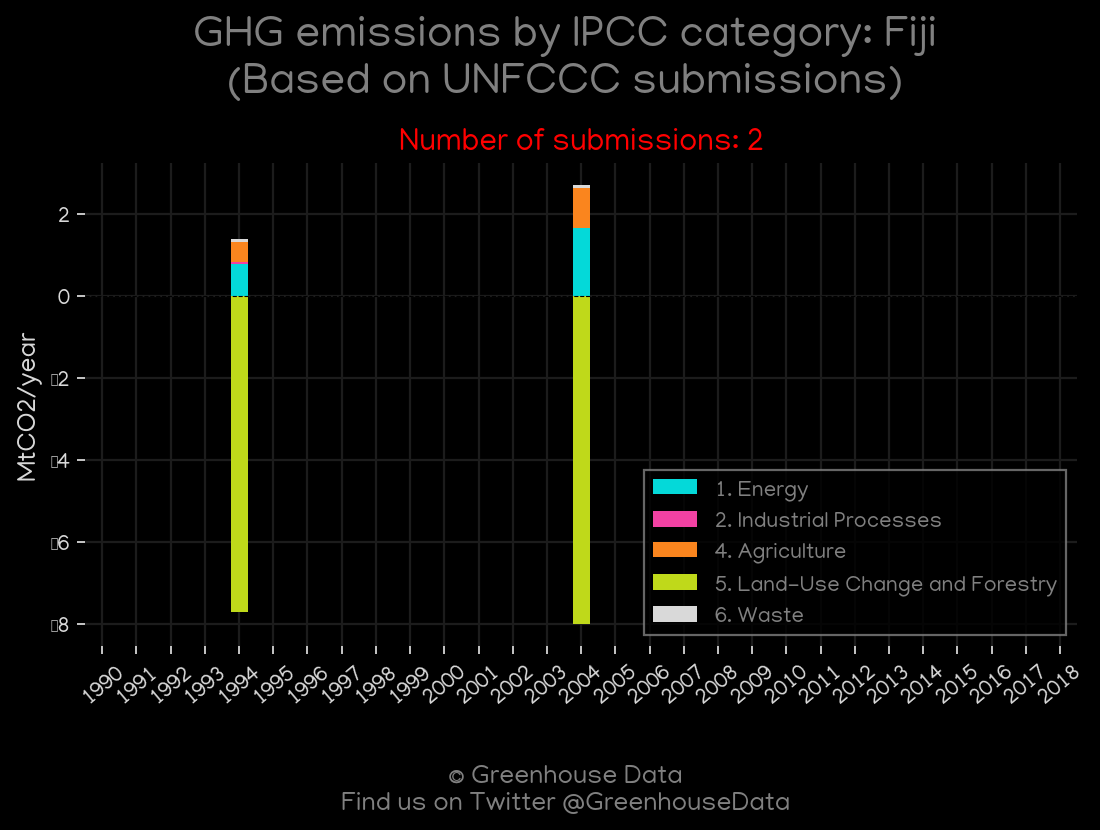 GHG emissions by IPCC category: Fiji
(Based on UNFCCC submissions)
Number of submissions: 2
MtCO2/year
2
0
▯2
▯4
▯6
▯8
1. Energy
2. Industrial Processes
4. Agriculture
5. Land-Use Change and Forestry
6. Waste
1990 1991 1992 1993 1994 1995 1996 1997 1998 1999 2000 2001 2002 2003 2004 2005 2006 2007 2008 2009 2010 2011 2012 2013 2014 2015 2016 2017 2018
© Greenhouse Data
Find us on Twitter @GreenhouseData